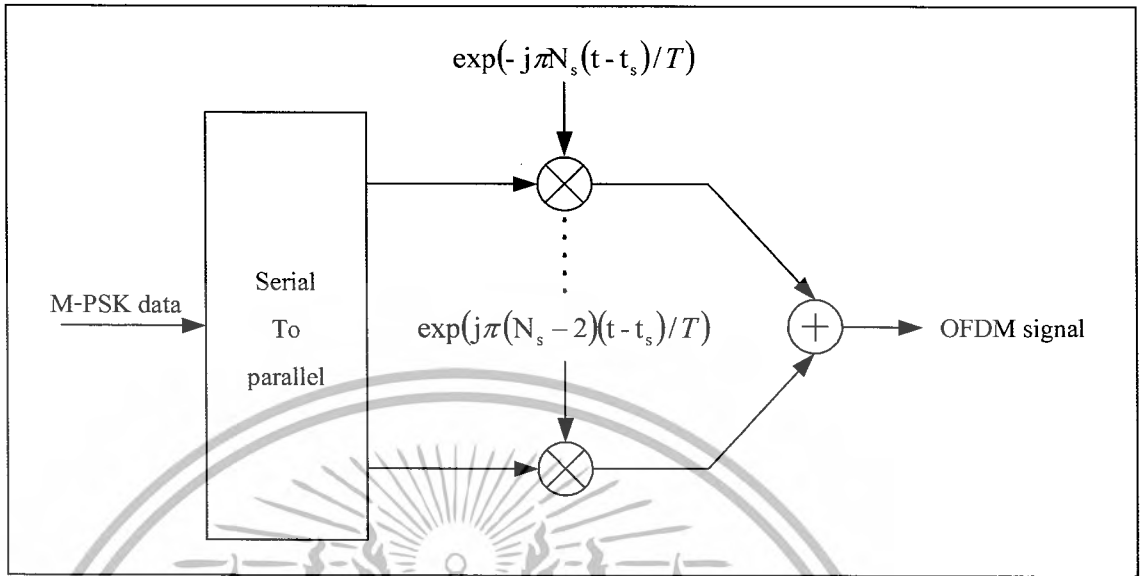 exp(-jπN_s(t-t_s)/T)
M-PSK data
Serial
To
parallel
exp(jπ(N_s−2)(t-t_s)/T)
OFDM signal